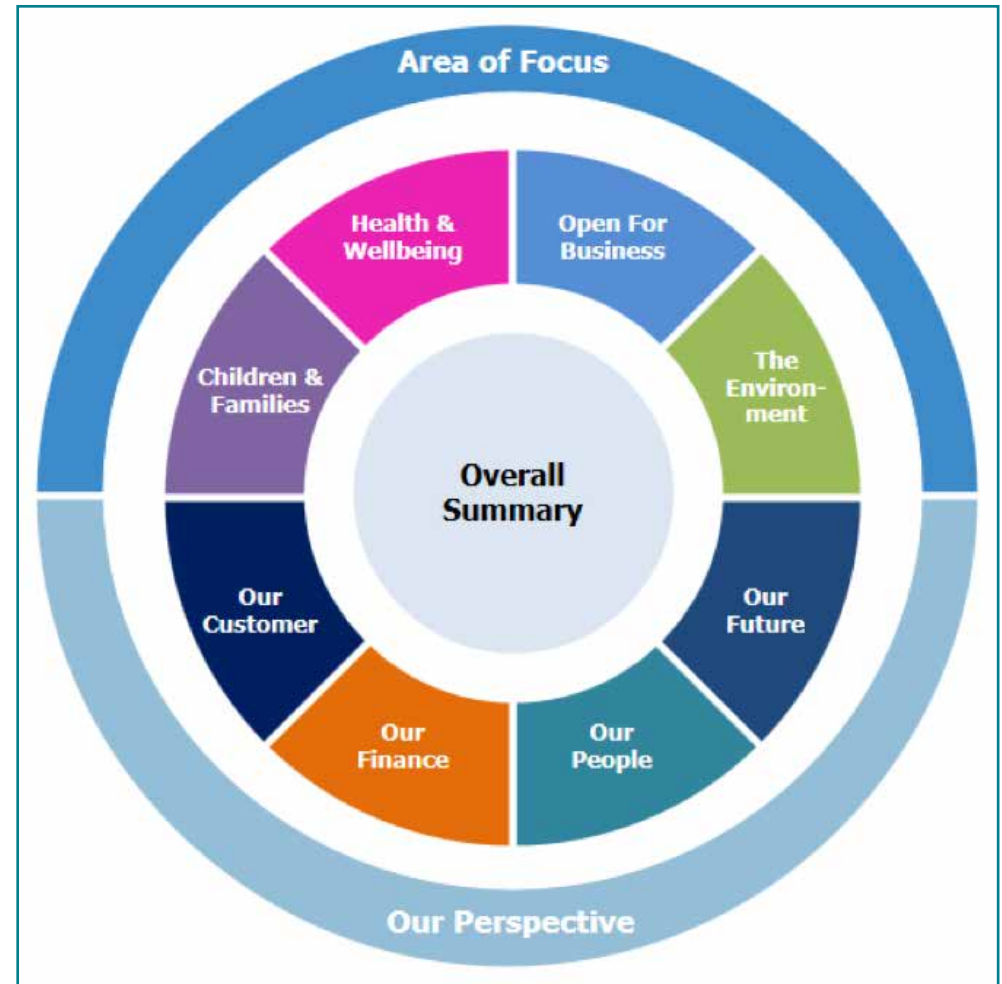 Area of Focus
Health &
Wellbeing
Open For
Business
Children &
Families
The
Environ-
ment
Overall
Summary
Our
Customer
Our
Future
Our
Finance
Our
People
Our Perspective